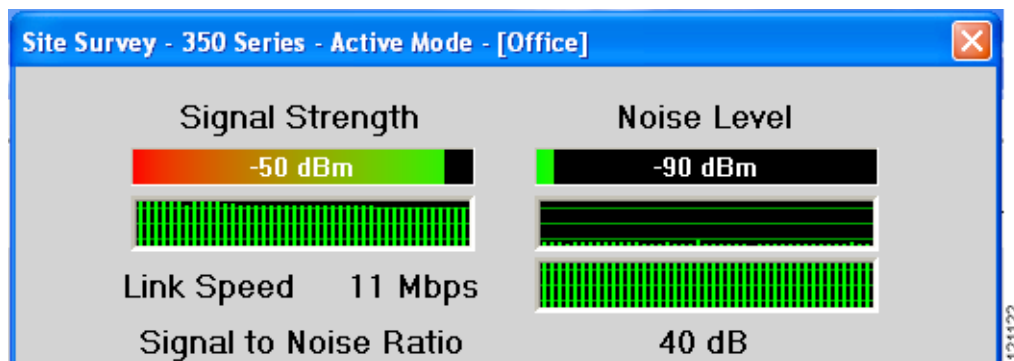 Site Survey - 350 Series - Active Mode - [Office]
Signal Strength
Noise Level
-50 dBm
-90 dBm
Link Speed 11 Mbps
Signal to Noise Ratio 40 dB